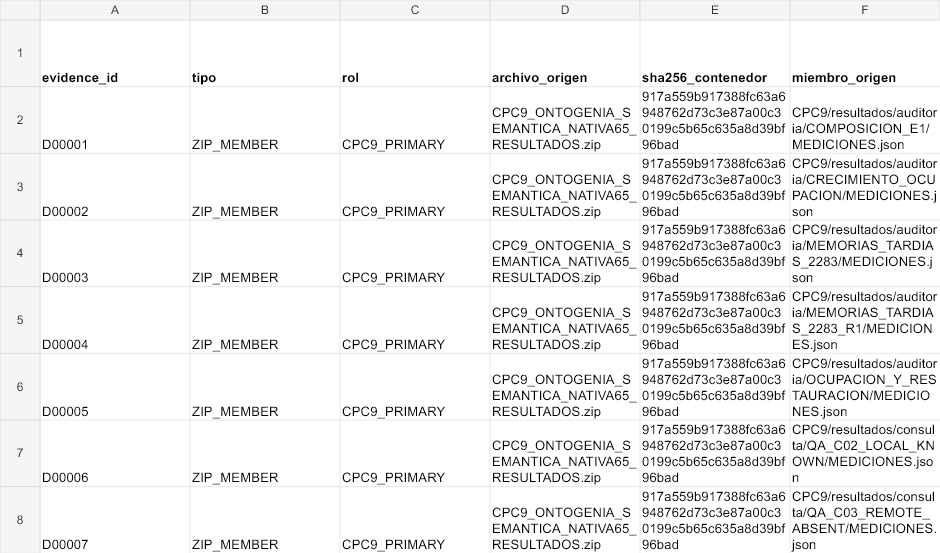 A B C D E F
1 evidence_id tipo rol archivo_origen sha256_contenedor miembro_origen
2 D00001 ZIP_MEMBER CPC9_PRIMARY
CPC9_ONTOGENIA_S
EMANTICA_NATIVA65_
RESULTADOS.zip
917a559b917388fc63a6
948762d73c3e87a00c3
0199c5b65c635a8d39bf
96bad
CPC9/resultados/auditor
ia/COMPOSICION_E1/
MEDICIONES.json
3 D00002 ZIP_MEMBER CPC9_PRIMARY
CPC9_ONTOGENIA_S
EMANTICA_NATIVA65_
RESULTADOS.zip
917a559b917388fc63a6
948762d73c3e87a00c3
0199c5b65c635a8d39bf
96bad
CPC9/resultados/auditor
ia/CRECIMIENTO_OCU
PACION/MEDICIONES.j
son
4 D00003 ZIP_MEMBER CPC9_PRIMARY
CPC9_ONTOGENIA_S
EMANTICA_NATIVA65_
RESULTADOS.zip
917a559b917388fc63a6
948762d73c3e87a00c3
0199c5b65c635a8d39bf
96bad
CPC9/resultados/auditor
ia/MEMORIAS_TARDIA
S_2283/MEDICIONES.j
son
5 D00004 ZIP_MEMBER CPC9_PRIMARY
CPC9_ONTOGENIA_S
EMANTICA_NATIVA65_
RESULTADOS.zip
917a559b917388fc63a6
948762d73c3e87a00c3
0199c5b65c635a8d39bf
96bad
CPC9/resultados/auditor
ia/MEMORIAS_TARDIA
S_2283_R1/MEDICION
ES.json
6 D00005 ZIP_MEMBER CPC9_PRIMARY
CPC9_ONTOGENIA_S
EMANTICA_NATIVA65_
RESULTADOS.zip
917a559b917388fc63a6
948762d73c3e87a00c3
0199c5b65c635a8d39bf
96bad
CPC9/resultados/auditor
ia/OCUPACION_Y_RES
TAURACION/MEDICIO
NES.json
7 D00006 ZIP_MEMBER CPC9_PRIMARY
CPC9_ONTOGENIA_S
EMANTICA_NATIVA65_
RESULTADOS.zip
917a559b917388fc63a6
948762d73c3e87a00c3
0199c5b65c635a8d39bf
96bad
CPC9/resultados/consul
ta/QA_C02_LOCAL_KN
OWN/MEDICIONES.jso
n
8 D00007 ZIP_MEMBER CPC9_PRIMARY
CPC9_ONTOGENIA_S
EMANTICA_NATIVA65_
RESULTADOS.zip
917a559b917388fc63a6
948762d73c3e87a00c3
0199c5b65c635a8d39bf
96bad
CPC9/resultados/consul
ta/QA_C03_REMOTE_
ABSENT/MEDICIONES.
json